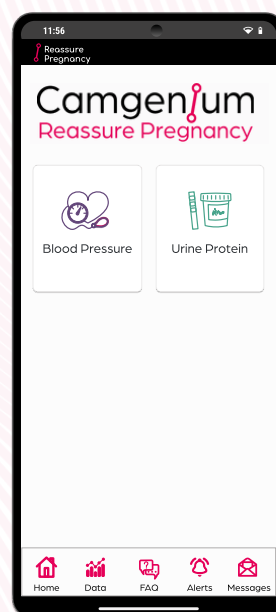 11:56
Reassure
Pregnancy
Camgenium
Reassure Pregnancy
Blood Pressure
Urine Protein
Home
Data
FAQ
Alerts
Messages